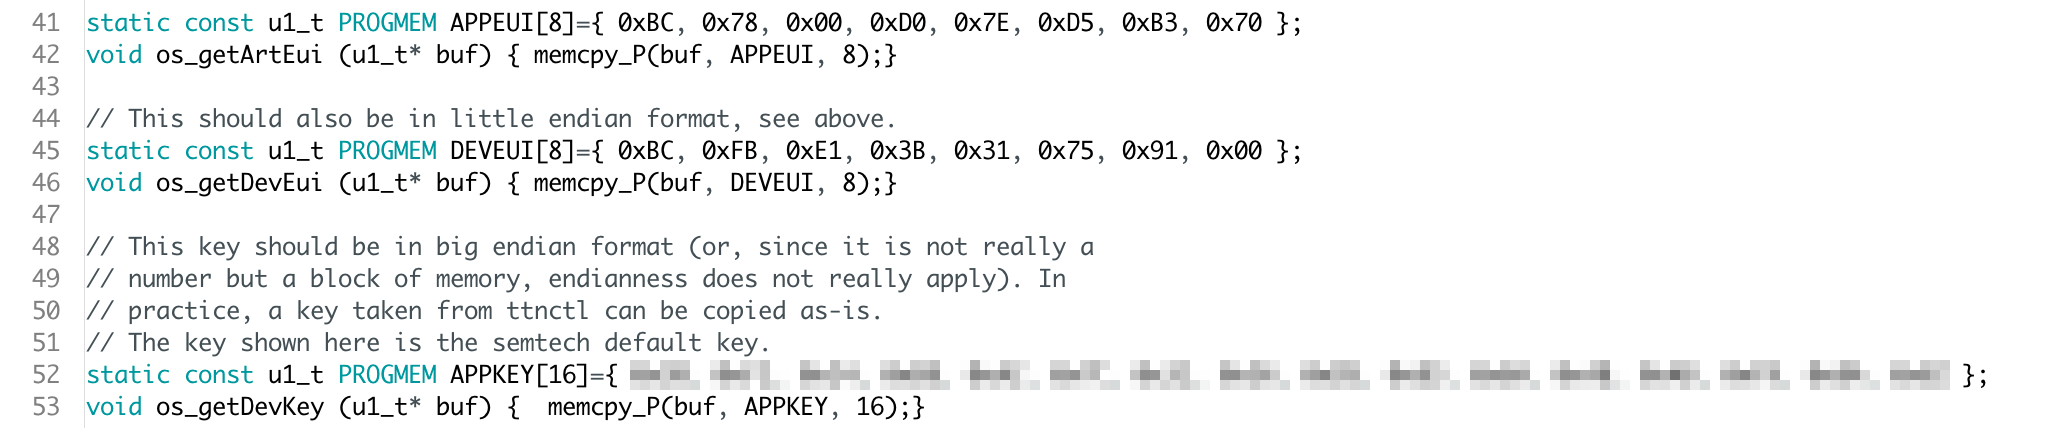 41 static const u1_t PROGMEM APPEUI[8]={ 0xBC, 0x78, 0x00, 0xD0, 0x7E, 0xD5, 0xB3, 0x70 };
42 void os_getArtEui (u1_t* buf) { memcpy_P(buf, APPEUI, 8);}
43
44 // This should also be in little endian format, see above.
45 static const u1_t PROGMEM DEVEUI[8]={ 0xBC, 0xFB, 0xE1, 0x3B, 0x31, 0x75, 0x91, 0x00 };
46 void os_getDevEui (u1_t* buf) { memcpy_P(buf, DEVEUI, 8);}
47
48 // This key should be in big endian format (or, since it is not really a
49 // number but a block of memory, endianness does not really apply). In
50 // practice, a key taken from ttnctl can be copied as-is.
51 // The key shown here is the semtech default key.
52 static const u1_t PROGMEM APPKEY[16]={ };
53 void os_getDevKey (u1_t* buf) {  memcpy_P(buf, APPKEY, 16);}